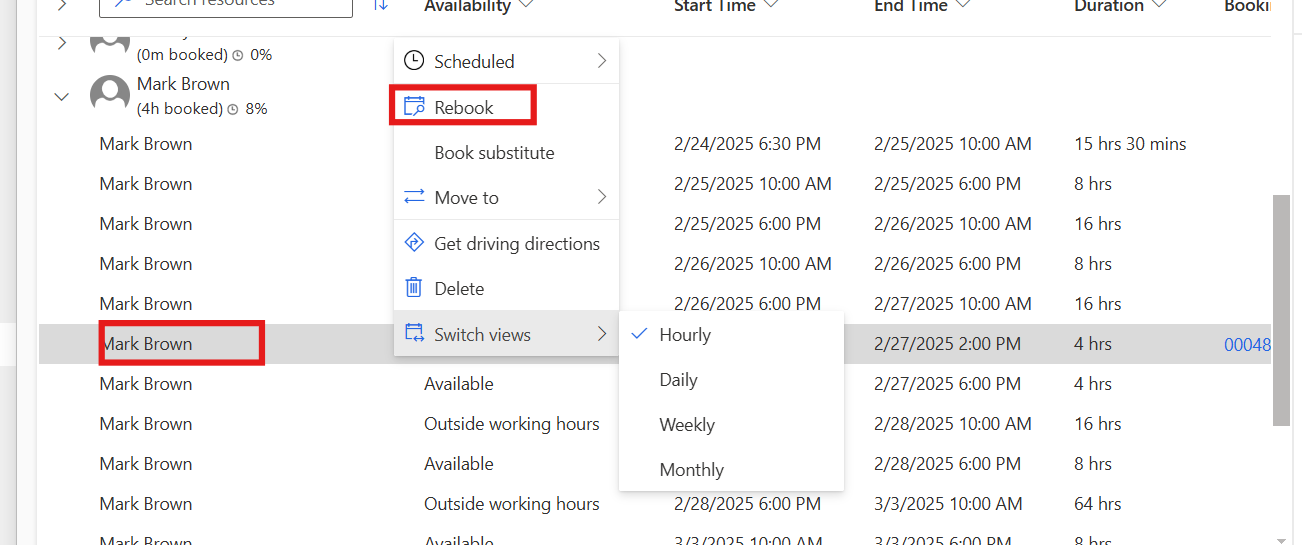 Search resources Availability Start Time End Time Duration
(0m booked) 0%
Scheduled
Mark Brown
(4h booked) 8%
Rebook
Mark Brown 2/24/2025 6:30 PM 2/25/2025 10:00 AM 15 hrs 30 mins
Book substitute
Mark Brown 2/25/2025 10:00 AM 2/25/2025 6:00 PM 8 hrs
Move to
Mark Brown 2/25/2025 6:00 PM 2/26/2025 10:00 AM 16 hrs
Get driving directions
Mark Brown 2/26/2025 10:00 AM 2/26/2025 6:00 PM 8 hrs
Delete
Mark Brown 2/26/2025 6:00 PM 2/27/2025 10:00 AM 16 hrs
Switch views Hourly
Mark Brown 2/27/2025 2:00 PM 4 hrs 00048
Mark Brown Available 2/27/2025 6:00 PM 4 hrs
Daily
Mark Brown Outside working hours 2/28/2025 10:00 AM 16 hrs
Weekly
Mark Brown Available 2/28/2025 6:00 PM 8 hrs
Monthly
Mark Brown Outside working hours 2/28/2025 6:00 PM 3/3/2025 10:00 AM 64 hrs
Mark Brown Available 3/3/2025 10:00 AM 3/3/2025 6:00 PM 8 hrs